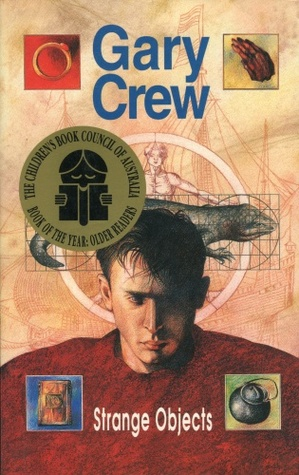 Gary
Crew
THE CHILDREN'S BOOK COUNCIL OF AUSTRALIA
BOOK OF THE YEAR: OLDER READERS
Strange Objects